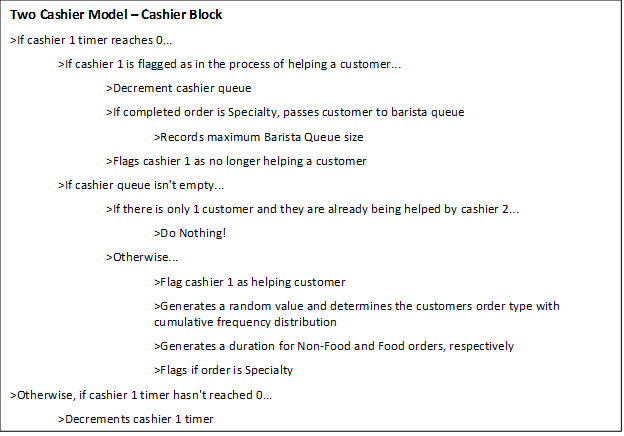 Two Cashier Model – Cashier Block
>If cashier 1 timer reaches 0...
>If cashier 1 is flagged as in the process of helping a customer...
>Decrement cashier queue
>If completed order is Specialty, passes customer to barista queue
>Records maximum Barista Queue size
>Flags cashier 1 as no longer helping a customer
>If cashier queue isn't empty...
>If there is only 1 customer and they are already being helped by cashier 2...
>Do Nothing!
>Otherwise...
>Flag cashier 1 as helping customer
>Generates a random value and determines the customers order type with
cumulative frequency distribution
>Generates a duration for Non-Food and Food orders, respectively
>Flags if order is Specialty
>Otherwise, if cashier 1 timer hasn't reached 0...
>Decrements cashier 1 timer